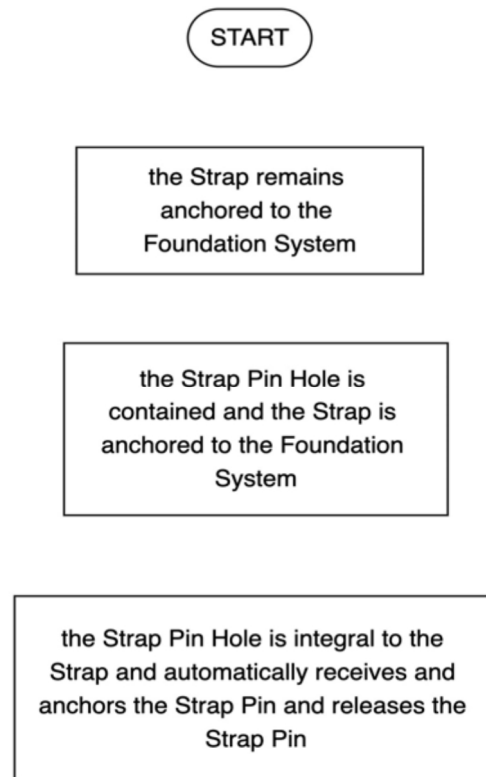 START
the Strap remains
anchored to the
Foundation System
the Strap Pin Hole is
contained and the Strap is
anchored to the Foundation
System
the Strap Pin Hole is integral to the
Strap and automatically receives and
anchors the Strap Pin and releases the
Strap Pin